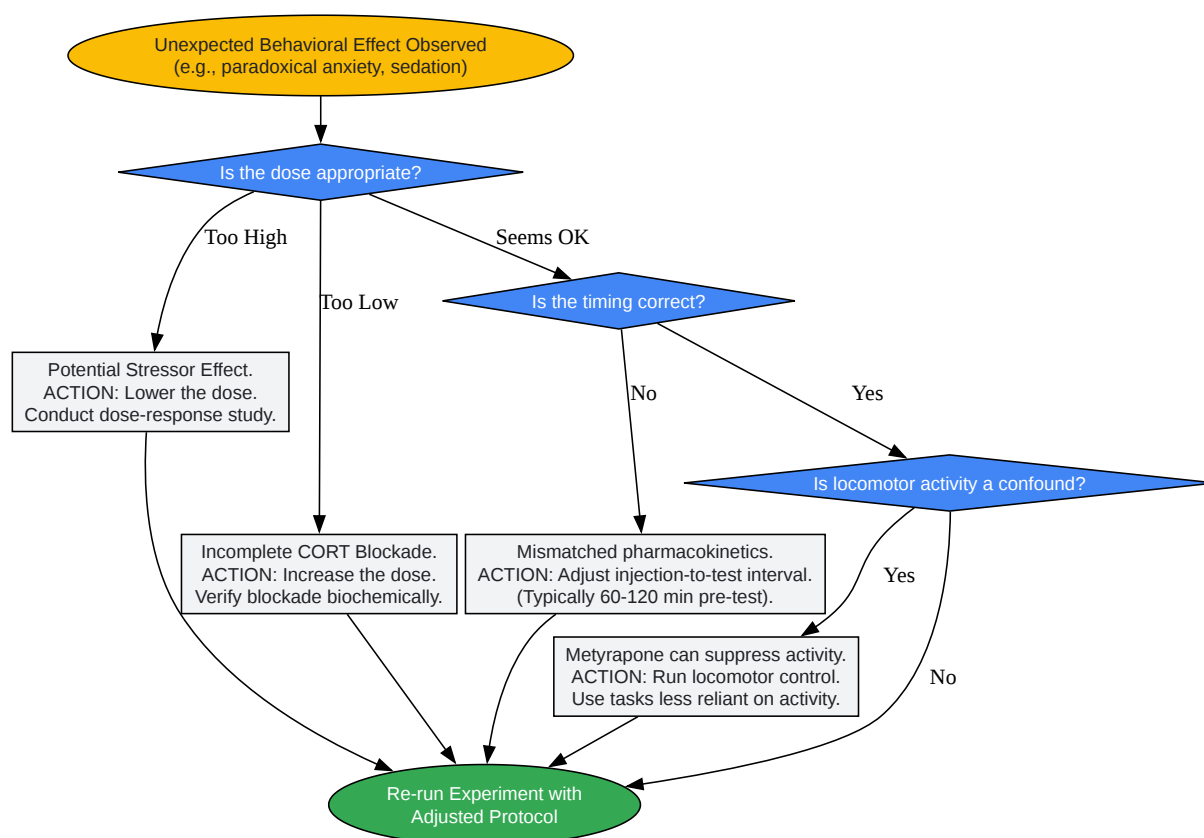 Unexpected Behavioral Effect Observed
(e.g., paradoxical anxiety, sedation)
Is the dose appropriate?
Too High
Seems OK
Too Low
Is the timing correct?
Potential Stressor Effect.
ACTION: Lower the dose.
Conduct dose-response study.
No
Yes
Is locomotor activity a confound?
Incomplete CORT Blockade.
ACTION: Increase the dose.
Verify blockade biochemically.
Mismatched pharmacokinetics.
ACTION: Adjust injection-to-test interval.
(Typically 60-120 min pre-test).
Yes
Metyrapone can suppress activity.
ACTION: Run locomotor control.
Use tasks less reliant on activity.
No
Re-run Experiment with
Adjusted Protocol